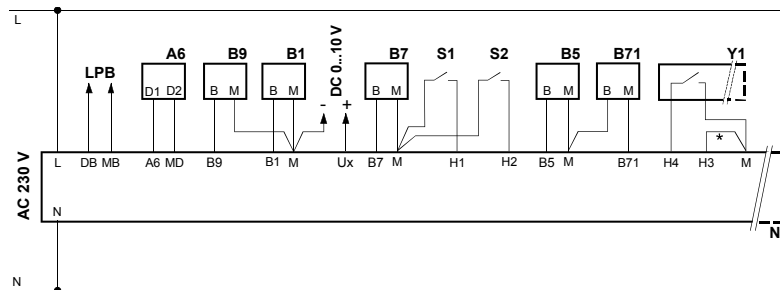 L
LPB A6 B9 B1 DC 0...10 V B7 S1 S2 B5 B71 Y1
D1 D2 B M B M - + B M B M B M
*
AC 230 V
L DB MB A6 MD B9 B1 M Ux B7 M H1 H2 B5 M B71 H4 H3 M
N
N
N